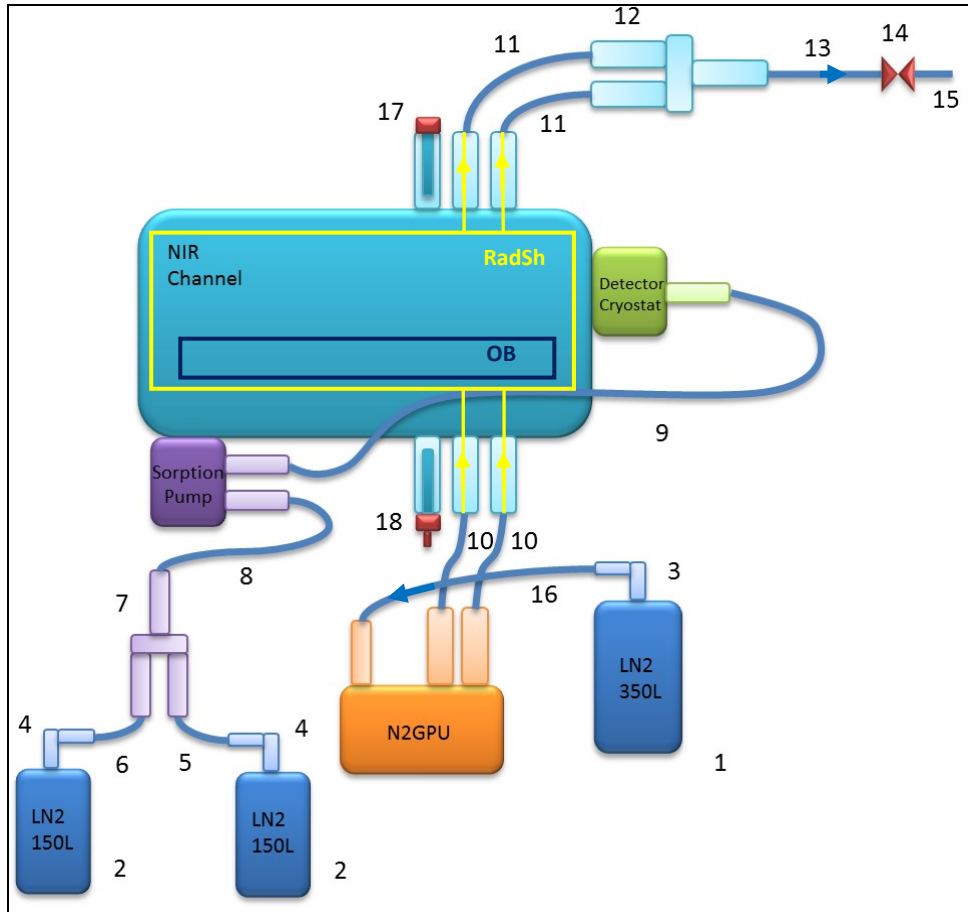 12
11
13
14
15
17
11
NIR
Channel
RadSh
Detector
Cryostat
OB
9
Sorption
Pump
18
10
10
8
16
3
7
LN2
350L
N2GPU
4
4
6
5
1
LN2
150L
LN2
150L
2
2